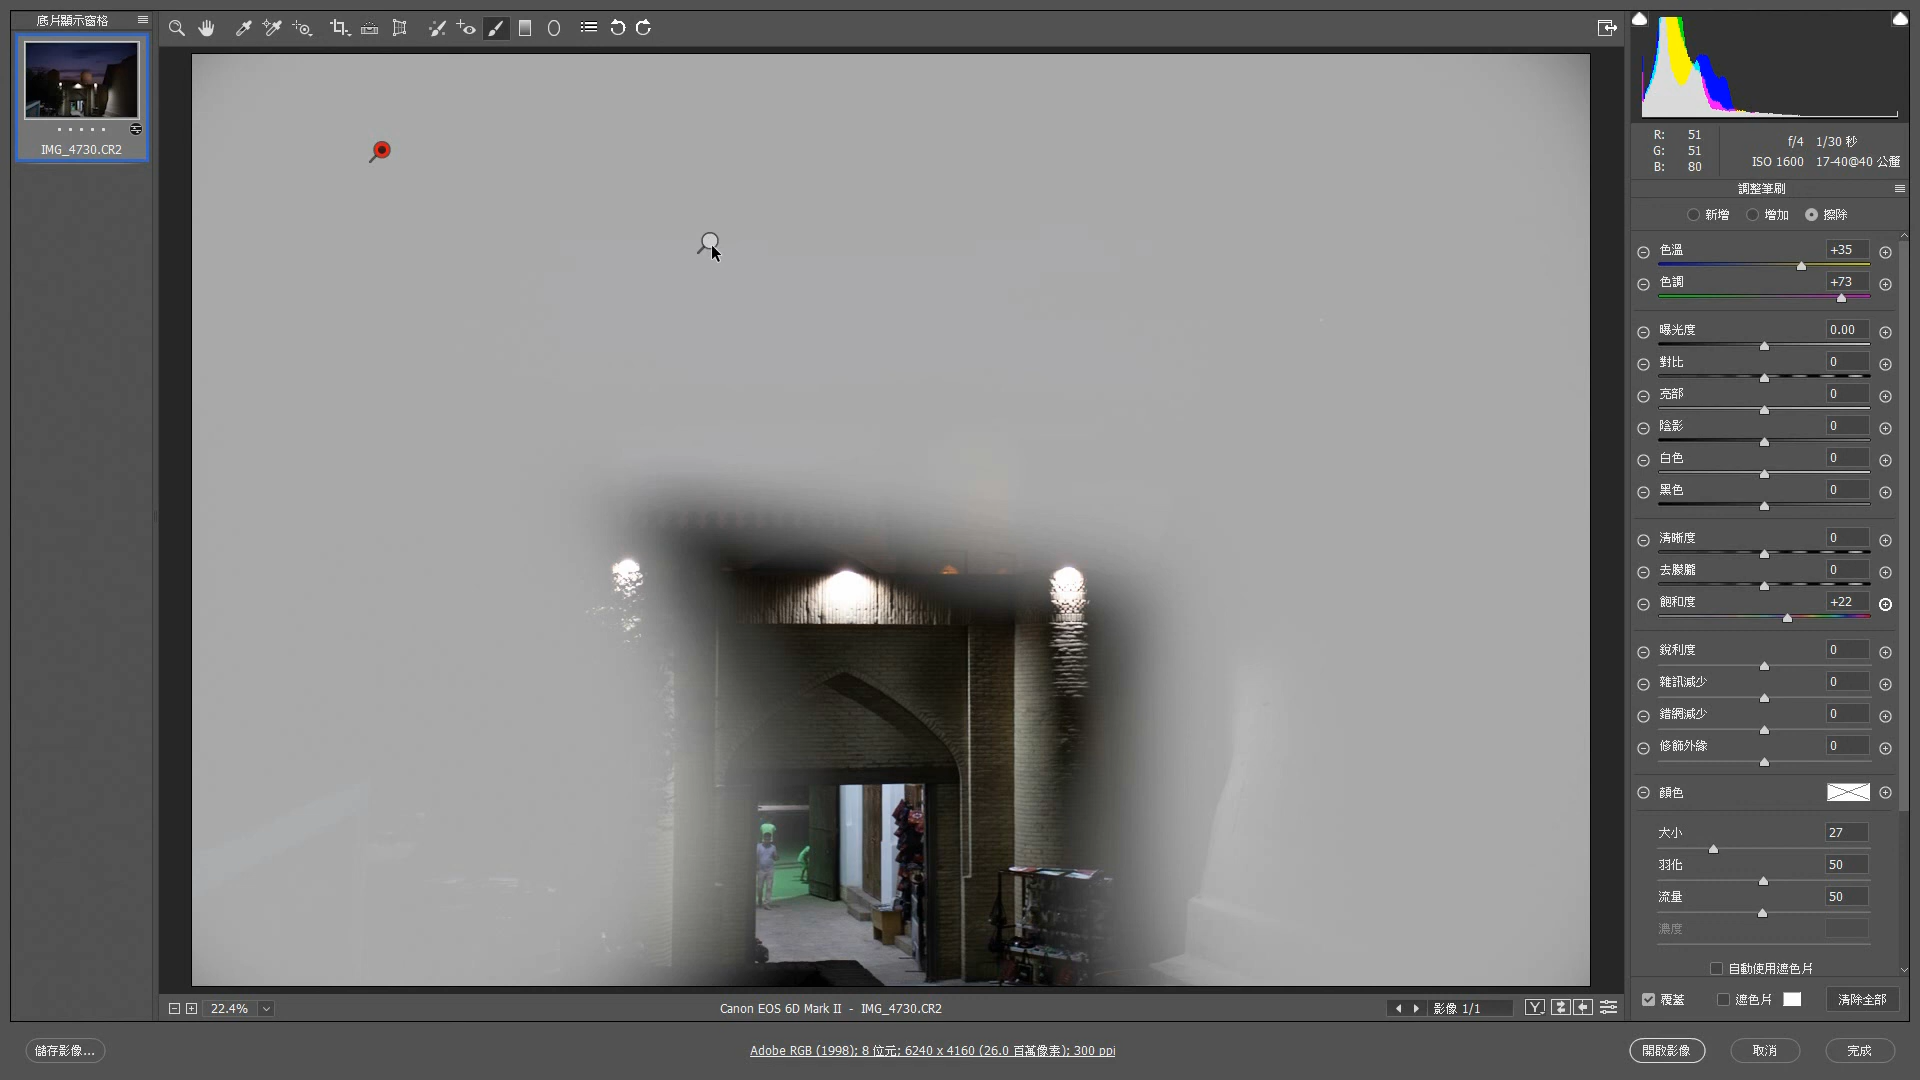 底片顯示窗格
IMG_4730.CR2
R: 51
G: 51
B: 80
f/4 1/30 秒
ISO 1600 17-40@40 公釐
調整筆刷
新增 增加 擦除
色溫 +35
色調 +73
曝光度 0.00
對比 0
亮部 0
陰影 0
白色 0
黑色 0
清晰度 0
去朦朧 0
飽和度 +22
銳利度 0
雜訊減少 0
錯網減少 0
修飾外緣 0
顏色
大小 27
羽化 50
流量 50
濃度
自動使用遮色片
覆蓋 遮色片 清除全部
22.4%
Canon EOS 6D Mark II - IMG_4730.CR2
影像 1/1
Y
儲存影像...
Adobe RGB (1998); 8 位元; 6240 x 4160 (26.0 百萬像素); 300 ppi
開啟影像 取消 完成